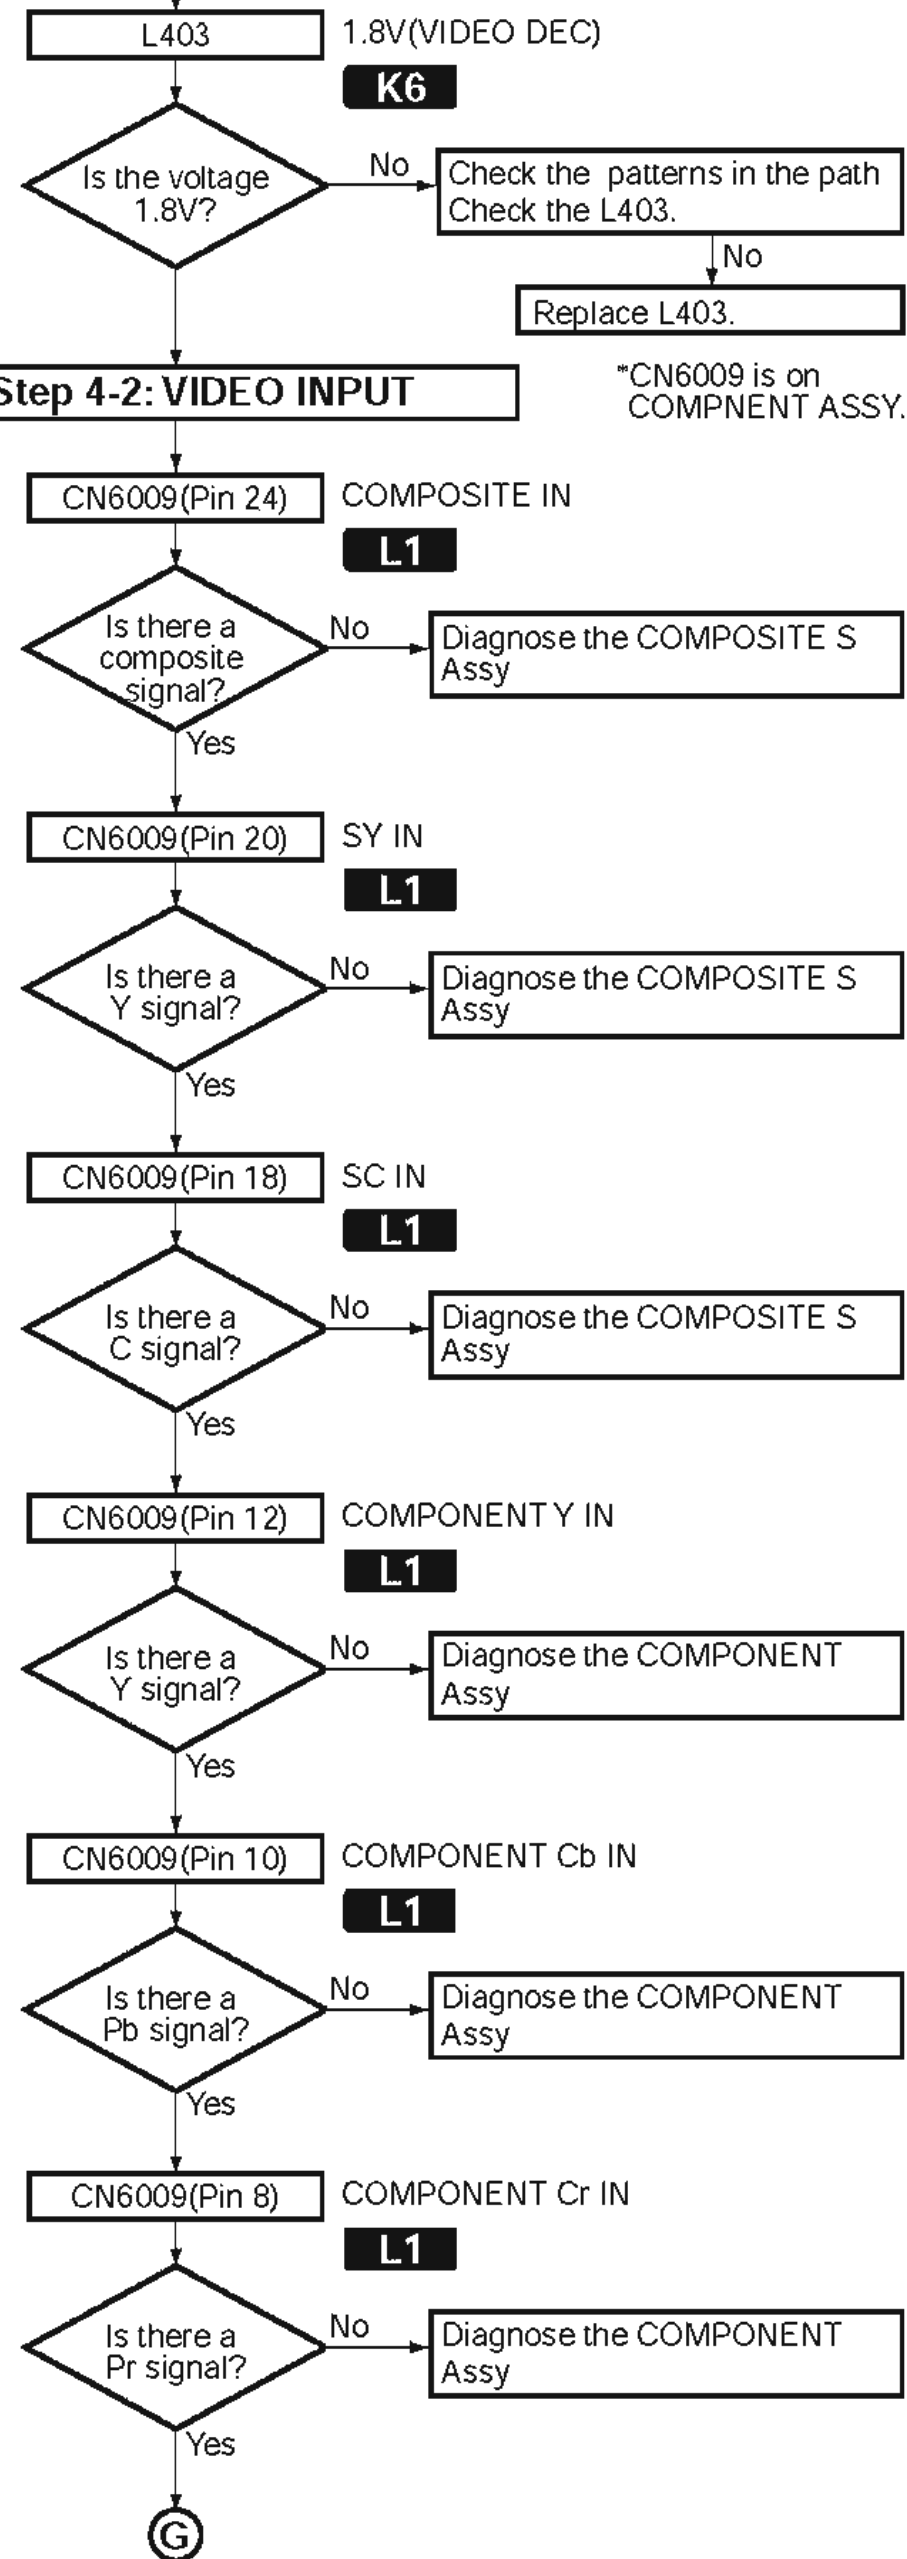 L403
1.8V(VIDEO DEC)
K6
Is the voltage
1.8V?
No
Check the patterns in the path
Check the L403.
No
Replace L403.
Step 4-2: VIDEO INPUT
*CN6009 is on
COMPNENT ASSY.
CN6009(Pin 24)
COMPOSITE IN
L1
Is there a
composite
signal?
No
Diagnose the COMPOSITE S
Assy
Yes
CN6009(Pin 20)
SY IN
L1
Is there a
Y signal?
No
Diagnose the COMPOSITE S
Assy
Yes
CN6009(Pin 18)
SC IN
L1
Is there a
C signal?
No
Diagnose the COMPOSITE S
Assy
Yes
CN6009(Pin 12)
COMPONENT Y IN
L1
Is there a
Y signal?
No
Diagnose the COMPONENT
Assy
Yes
CN6009(Pin 10)
COMPONENT Cb IN
L1
Is there a
Pb signal?
No
Diagnose the COMPONENT
Assy
Yes
CN6009(Pin 8)
COMPONENT Cr IN
L1
Is there a
Pr signal?
No
Diagnose the COMPONENT
Assy
Yes
G